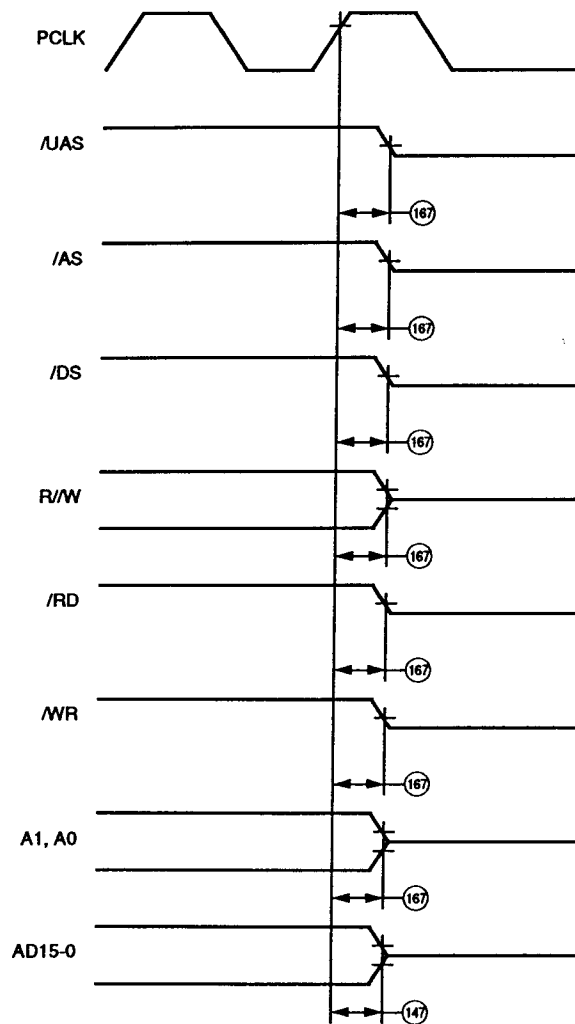 PCLK
/UAS
167
/AS
167
/DS
167
R//W
167
/RD
167
/WR
167
A1, A0
167
AD15-0
147